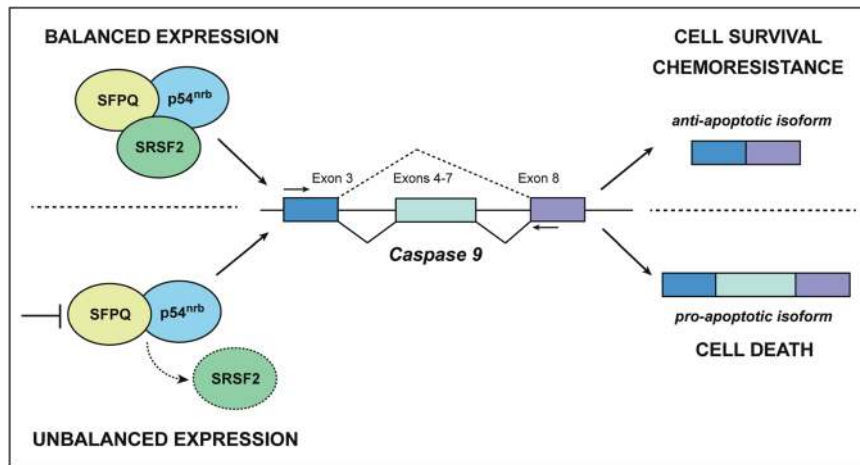 BALANCED EXPRESSION
SFPQ
p54nrb
SRSF2
CELL SURVIVAL
CHEMORESISTANCE
anti-apoptotic isoform
Exon 3
Exons 4-7
Exon 8
Caspase 9
SFPQ
p54nrb
SRSF2
UNBALANCED EXPRESSION
pro-apoptotic isoform
CELL DEATH